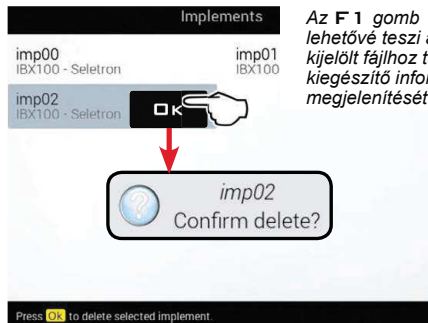 Implements
imp00
IBX100 - Seletron
imp01
IBX100
imp02
IBX100 - Seletron
OK
imp02
Confirm delete?
Press Ok to delete selected implement.
Az F1 gomb
lehetővé teszi
kijelölt fájlhoz
kiegészítő
megjelenítését